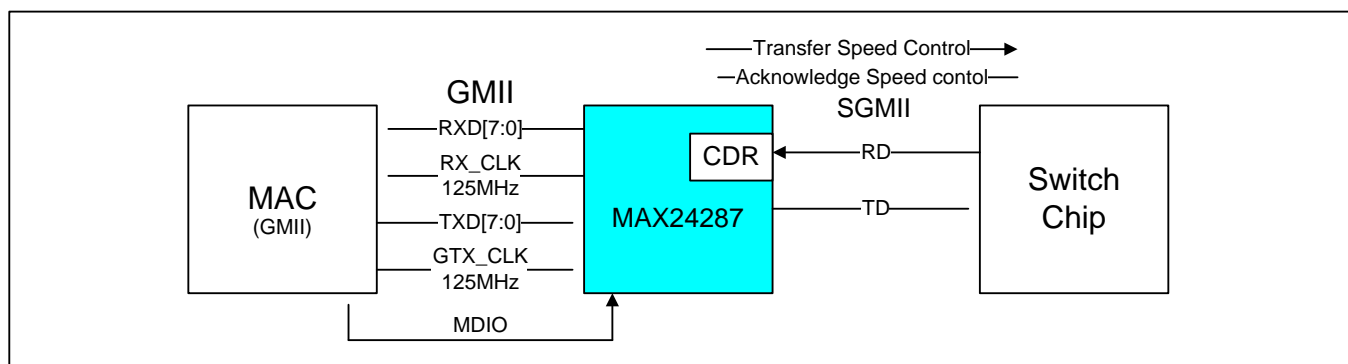 Transfer Speed Control
Acknowledge Speed contol
GMII
SGMII
RXD[7:0]
CDR
RD
RX_CLK
125MHz
MAC
(GMII)
TXD[7:0]
MAX24287
TD
Switch
Chip
GTX_CLK
125MHz
MDIO